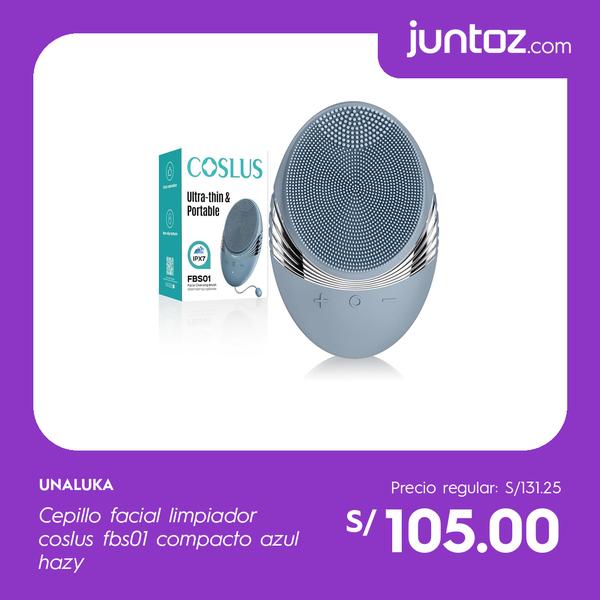 juntoz.com
COSLUS
Ultra-thin &
Portable
IPX7
FBS01
UNALUKA
Cepillo facial limpiador
coslus fbs01 compacto azul
hazy
Precio regular: S/131.25
S/ 105.00